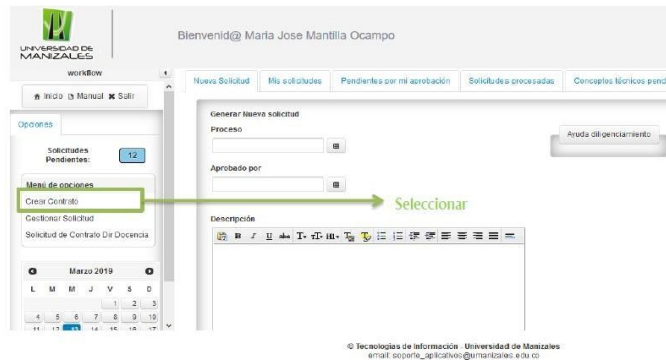 UNIVERSIDAD DE
MANIZALES
Bienvenid@ Maria Jose Mantilla Ocampo
workflow
Inicio Manual Salir
Nueva Solicitud Mis solicitudes Pendientes por mi aprobación Solicitudes procesadas Conceptos técnicos pend
Opciones
Solicitudes
Pendientes: 12
Menú de opciones
Crear Contrato
Gestionar Solicitud
Solicitud de Contrato Dir Docencia
Generar Nueva solicitud
Proceso
Ayuda diligenciamiento
Aprobado por
Seleccionar
Descripción
Marzo 2019
L M M J V S D
1 2 3
4 5 6 7 8 9 10
11 12 13 14 15 16 17
© Tecnologías de Información - Universidad de Manizales
email: soporte_aplicativos@umanizales.edu.co